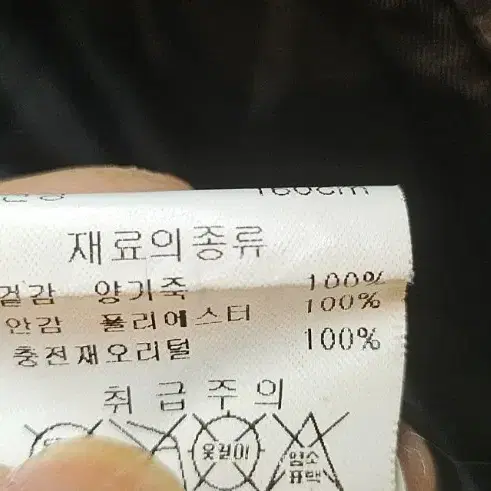 160cm
재료의종류
겉감 양가죽 100%
안감 폴리에스터 100%
충전재오리털 100%
취급주의
옷걸이
염소
표백